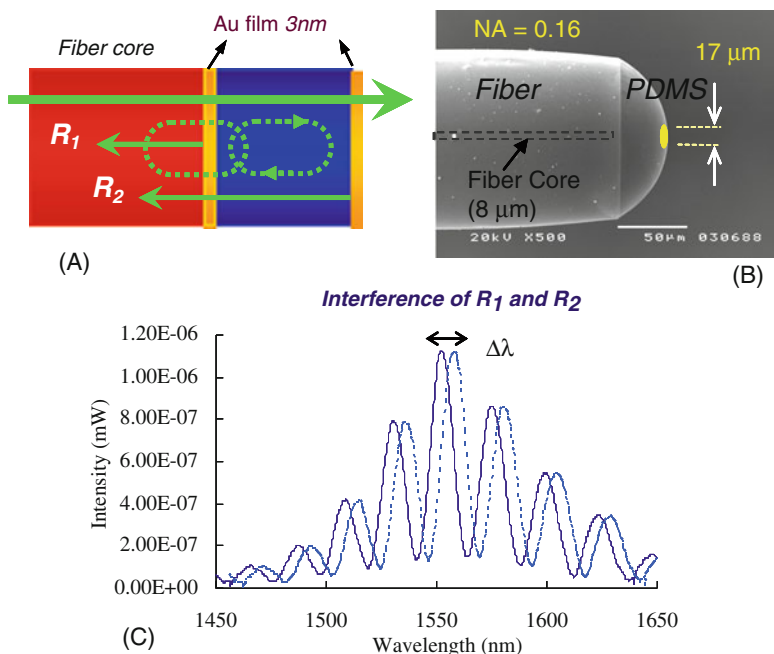 Au film 3nm
Fiber core
R1
R2
(A)
NA = 0.16
17 μm
Fiber
PDMS
Fiber Core
(8 μm)
20kV X500 50μm 030688
(B)
Interference of R1 and R2
Δλ
1.20E-06
1.00E-06
8.00E-07
6.00E-07
4.00E-07
2.00E-07
0.00E+00
Intensity (mW)
1450 1500 1550 1600 1650
Wavelength (nm)
(C)